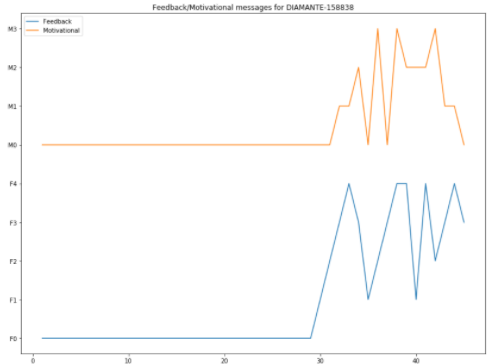 Feedback/Motivational messages for DIAMANTE-158838
Feedback
Motivational
M3
M2
M1
M0
F4
F3
F2
F1
F0
0 10 20 30 40